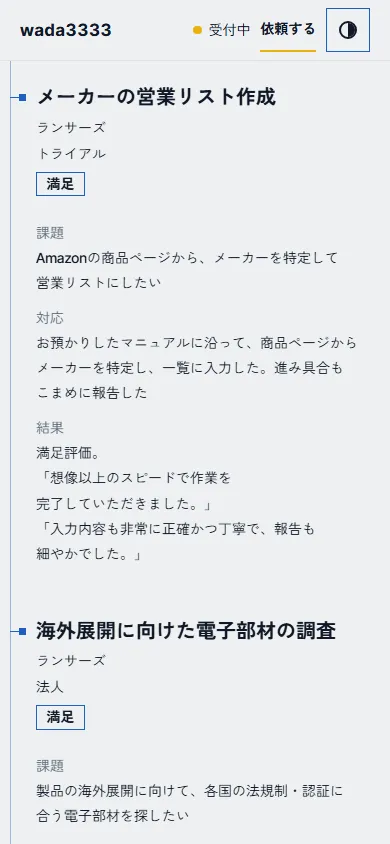 wada3333
受付中
依頼する
メーカーの営業リスト作成
ランサーズ
トライアル
満足
課題
Amazonの商品ページから、メーカーを特定して
営業リストにしたい
対応
お預かりしたマニュアルに沿って、商品ページから
メーカーを特定し、一覧に入力した。進み具合も
こまめに報告した
結果
満足評価。
「想像以上のスピードで作業を
完了していただきました。」
「入力内容も非常に正確かつ丁寧で、報告も
細やかでした。」
海外展開に向けた電子部材の調査
ランサーズ
法人
満足
課題
製品の海外展開に向けて、各国の法規制・認証に
合う電子部材を探したい